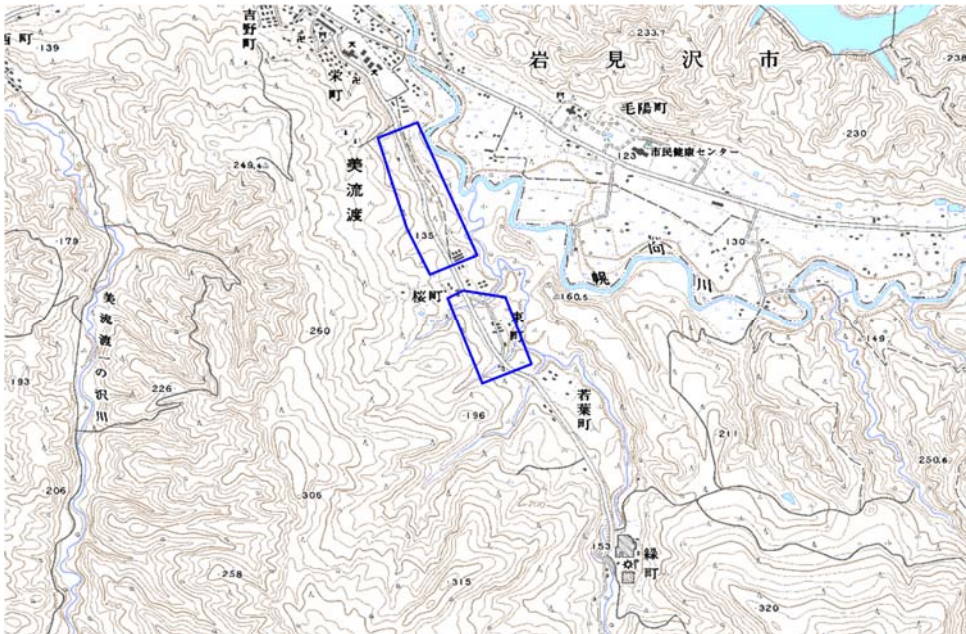 吉野町
西町
139
栄町
岩見沢市
233.7
238
毛陽町
230
123
市民健康センター
249.4
美流渡
179
135
130
幌向川
桜町
160.5
東町
149
260
美流渡一の沢川
193
226
196
若葉町
211
250.6
206
306
153
緑町
258
315
320